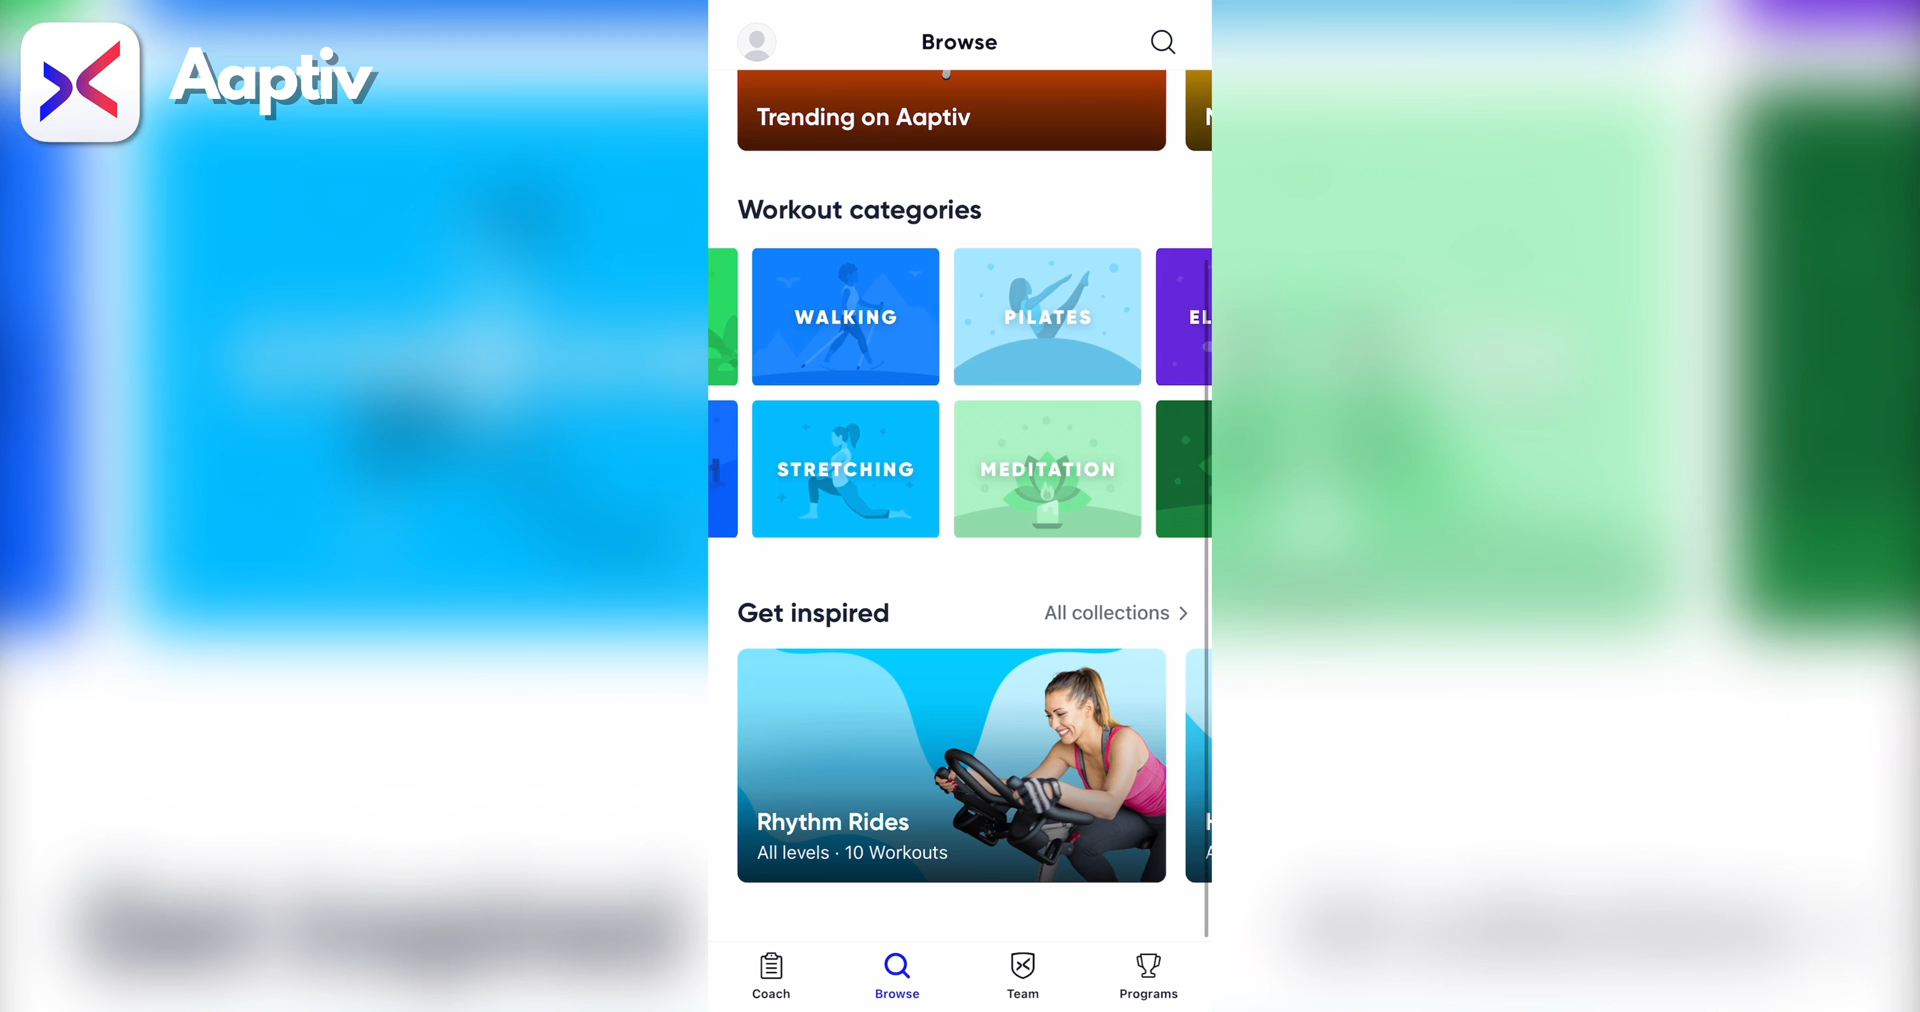 Aaptiv
Browse
Trending on Aaptiv
Workout categories
WALKING
PILATES
EL
STRETCHING
MEDITATION
Get inspired
All collections
Rhythm Rides
All levels · 10 Workouts
Coach
Browse
Team
Programs